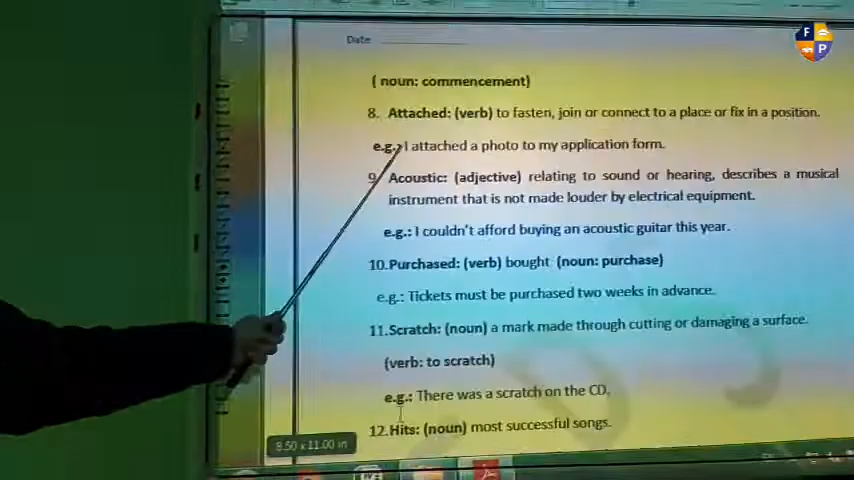 F
P
Date
( noun: commencement)
8. Attached: (verb) to fasten, join or connect to a place or fix in a position.
e.g.: I attached a photo to my application form.
9. Acoustic: (adjective) relating to sound or hearing, describes a musical
instrument that is not made louder by electrical equipment.
e.g.: I couldn't afford buying an acoustic guitar this year.
10.Purchased: (verb) bought (noun: purchase)
e.g.: Tickets must be purchased two weeks in advance.
11.Scratch: (noun) a mark made through cutting or damaging a surface.
(verb: to scratch)
e.g.: There was a scratch on the CD.
12.Hits: (noun) most successful songs.
8.50 x 11.00 in